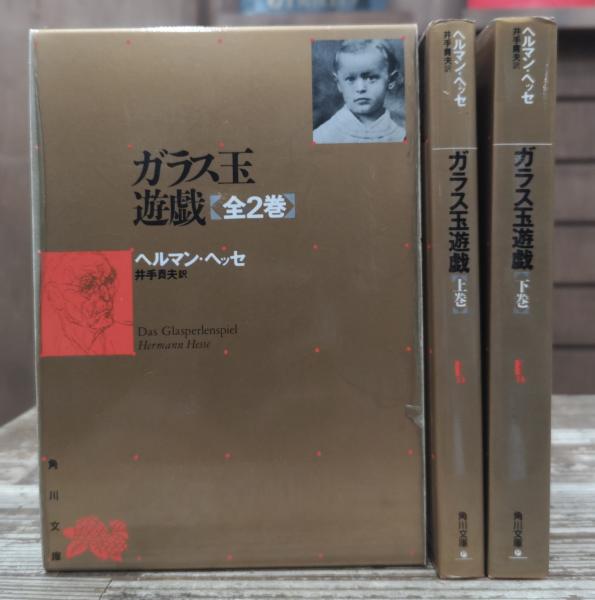 ガラス玉
遊戯【全2巻】
ヘルマン・ヘッセ
井手貴夫訳
Das Glasperlenspiel
Hermann Hesse
角川文庫
ヘルマン・ヘッセ
井手貴夫訳
ガラス玉遊戯【上巻】
角川文庫
ヘルマン・ヘッセ
井手貴夫訳
ガラス玉遊戯【下巻】
角川文庫